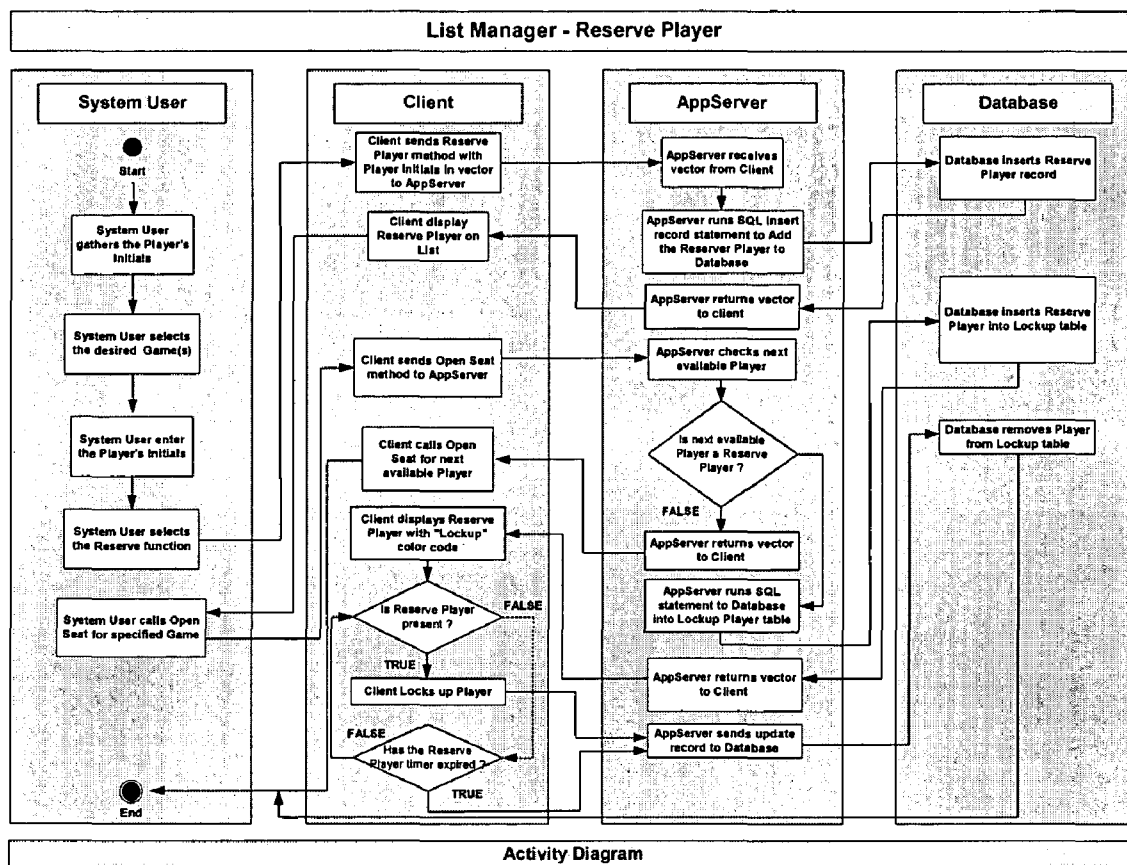 List Manager - Reserve Player
System User
Start
System User
gathers the Player's
Initials
System User selects
the desired Game(s)
System User enter
the Player's Initials
System User selects
the Reserve function
System User calls Open
Seat for specified Game
End
Client
Client sends Reserve
Player method with
Player Initials in vector
to AppServer
Client display
Reserve Player on
List
Client sends Open Seat
method to AppServer
Client calls Open
Seat for next
available Player
Client displays Reserve
Player with "Lockup"
color code
Is Reserve Player
present ?
FALSE
TRUE
Client Locks up Player
FALSE
Has the Reserve
Player timer expired ?
TRUE
AppServer
AppServer receives
vector from Client
AppServer runs SQL insert
record statement to Add
the Reserver Player to
Database
AppServer returns vector
to client
AppServer checks next
available Player
Is next available
Player a Reserve
Player ?
FALSE
AppServer returns vector
to Client
AppServer runs SQL
statement to Database
into Lockup Player table
AppServer returns vector
to Client
AppServer sends update
record to Database
Database
Database inserts Reserve
Player record
Database inserts Reserve
Player into Lockup table
Database removes Player
from Lockup table
Activity Diagram